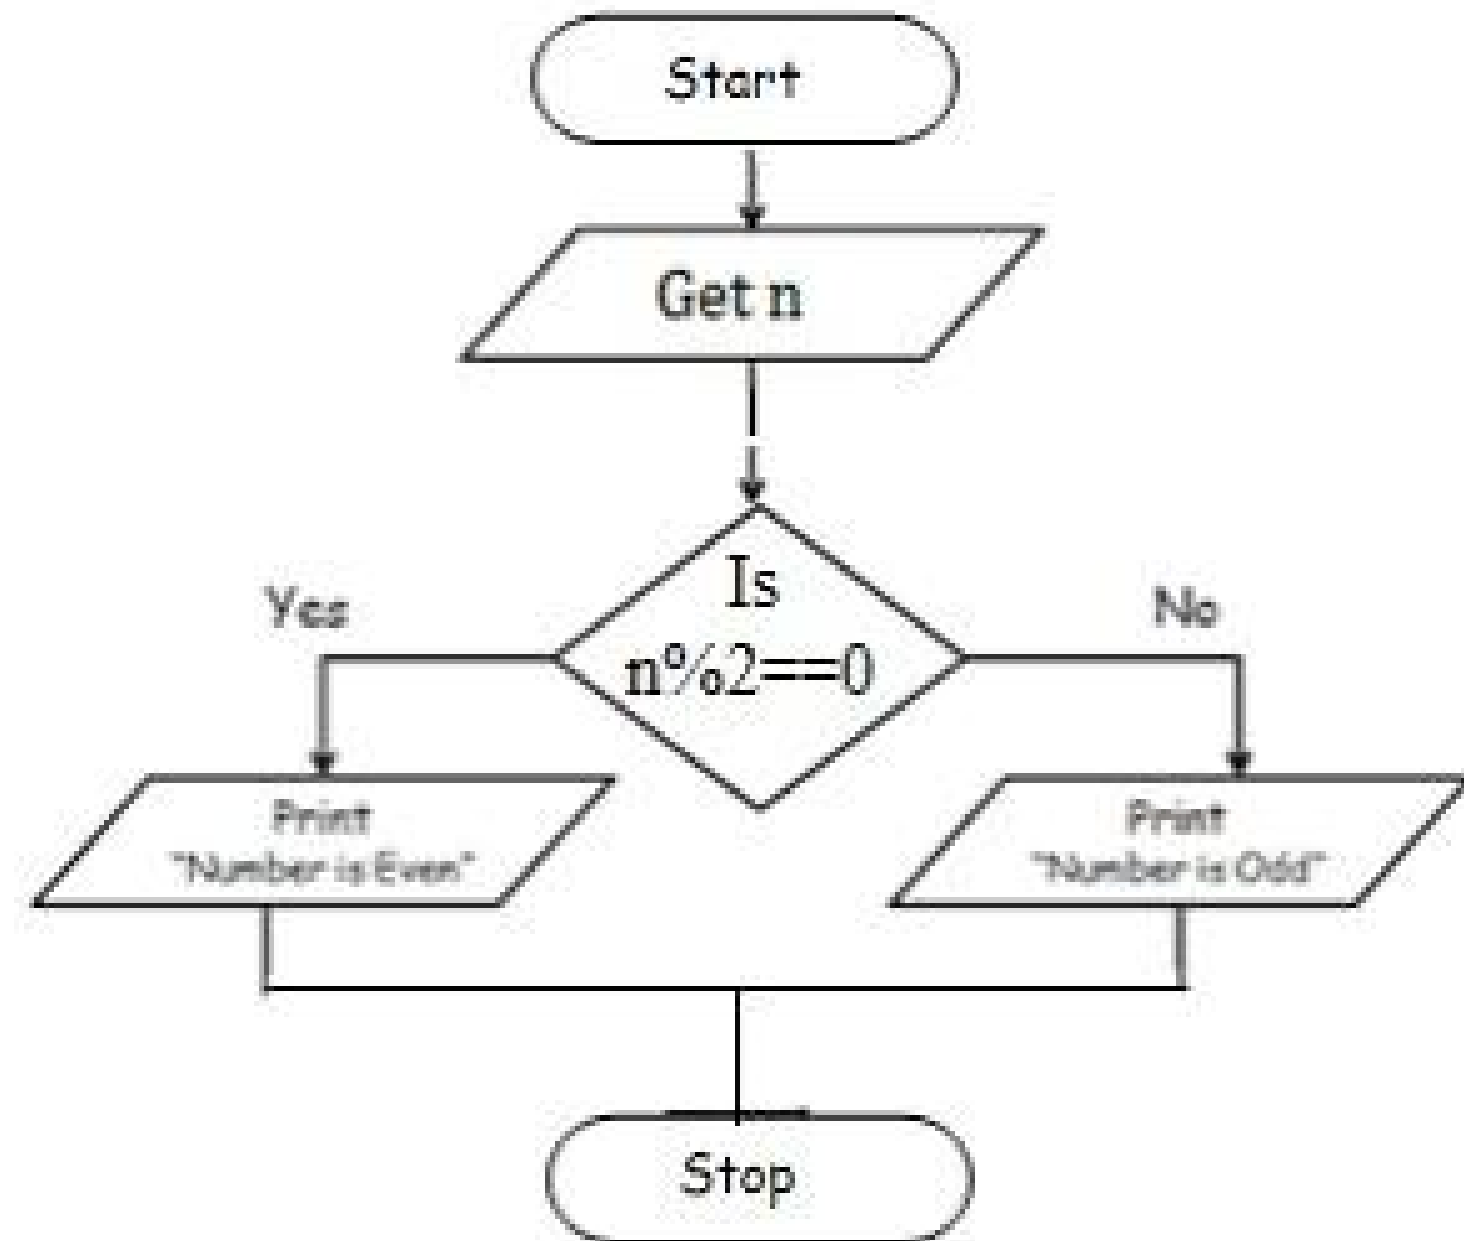 Start
Get n
Is
n%2==0
Yes
No
Print
"Number is Even"
Print
"Number is Odd"
Stop